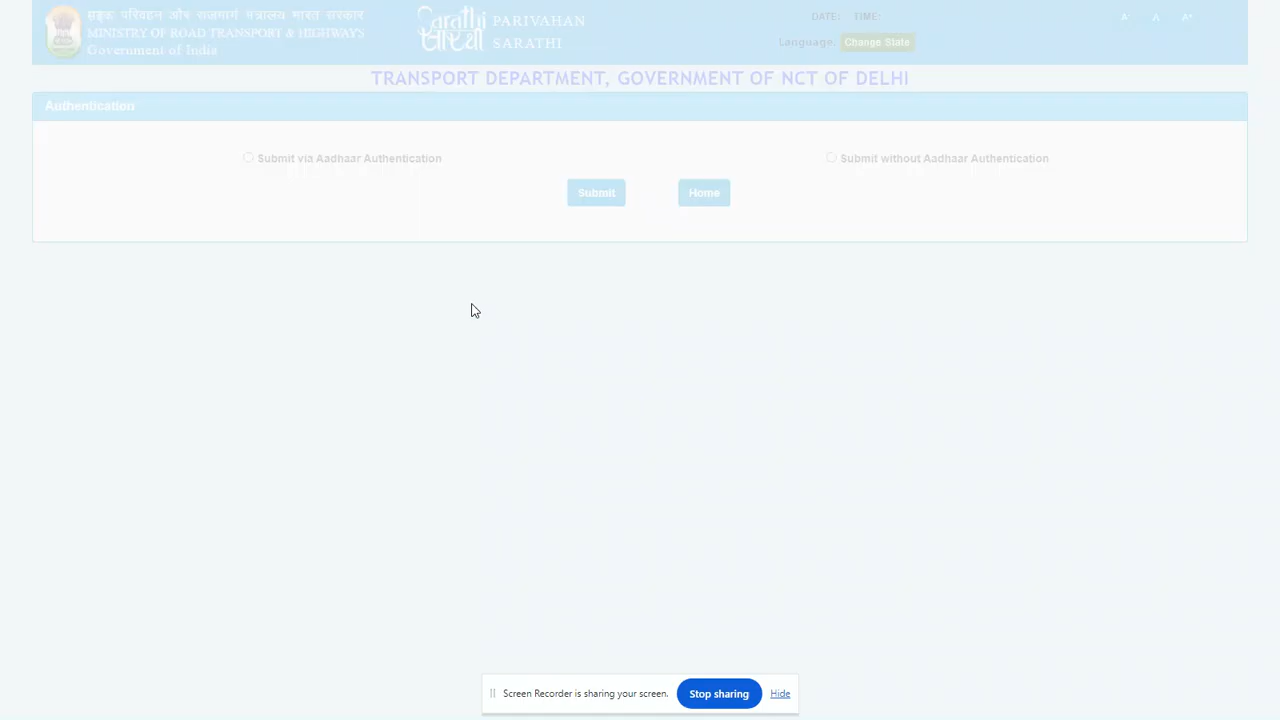 सड़क परिवहन और राजमार्ग मंत्रालय भारत सरकार
MINISTRY OF ROAD TRANSPORT & HIGHWAYS
Government of India
Sarathi
सारथी
PARIVAHAN
SARATHI
DATE: TIME:
A- A A+
Language: Change State
TRANSPORT DEPARTMENT, GOVERNMENT OF NCT OF DELHI
Authentication
Submit via Aadhaar Authentication
Submit without Aadhaar Authentication
Submit Home
Screen Recorder is sharing your screen. Stop sharing Hide